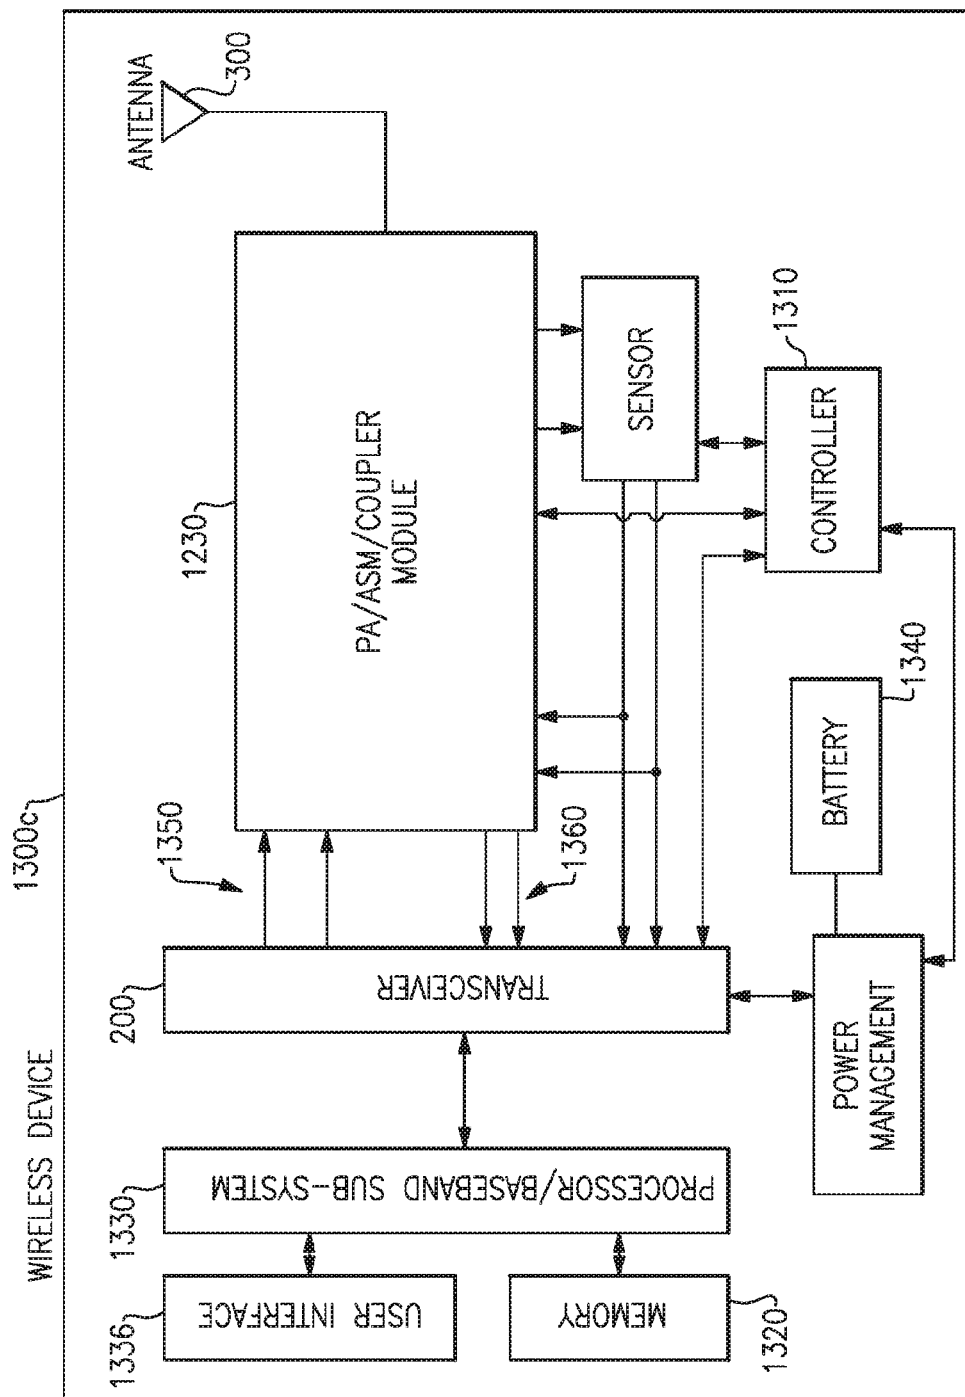 WIRELESS DEVICE
1300c
1336
USER INTERFACE
MEMORY
1320
1330
PROCESSOR/BASEBAND SUB-SYSTEM
200
TRANSCEIVER
1350
1360
1230
PA/ASM/COUPLER
MODULE
ANTENNA
300
SENSOR
1310
CONTROLLER
BATTERY
1340
POWER
MANAGEMENT